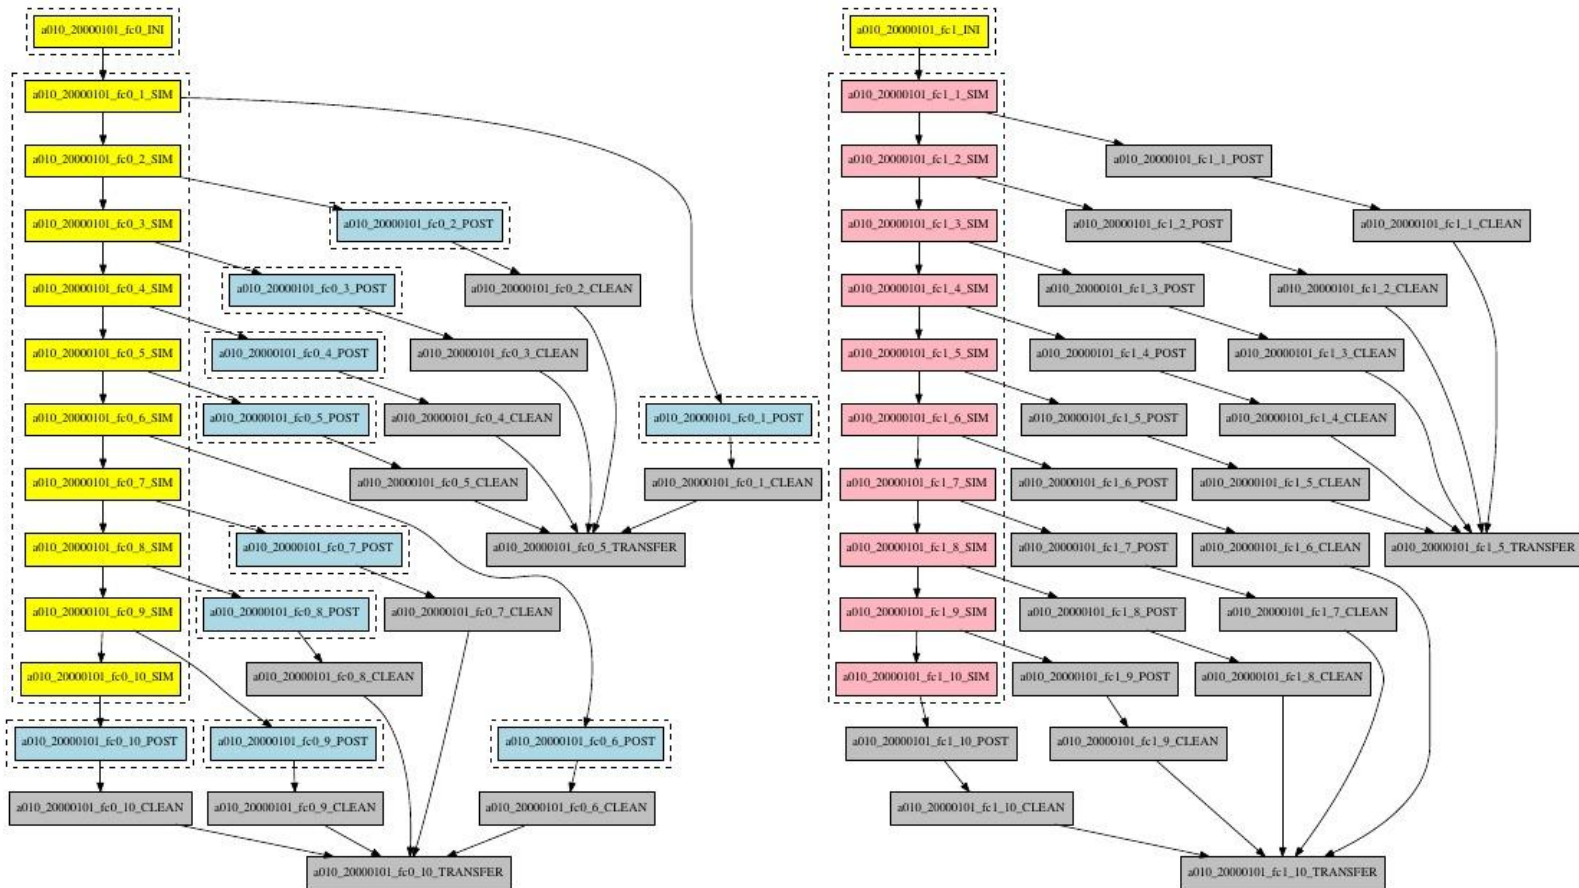 a010_20000101_fc0_INI
a010_20000101_fc1_INI
a010_20000101_fc0_1_SIM
a010_20000101_fc1_1_SIM
a010_20000101_fc0_2_SIM
a010_20000101_fc1_2_SIM
a010_20000101_fc1_1_POST
a010_20000101_fc0_3_SIM
a010_20000101_fc0_2_POST
a010_20000101_fc1_3_SIM
a010_20000101_fc1_2_POST
a010_20000101_fc1_1_CLEAN
a010_20000101_fc0_4_SIM
a010_20000101_fc0_3_POST
a010_20000101_fc0_2_CLEAN
a010_20000101_fc1_4_SIM
a010_20000101_fc1_3_POST
a010_20000101_fc1_2_CLEAN
a010_20000101_fc0_5_SIM
a010_20000101_fc0_4_POST
a010_20000101_fc0_3_CLEAN
a010_20000101_fc1_5_SIM
a010_20000101_fc1_4_POST
a010_20000101_fc1_3_CLEAN
a010_20000101_fc0_6_SIM
a010_20000101_fc0_5_POST
a010_20000101_fc0_4_CLEAN
a010_20000101_fc0_1_POST
a010_20000101_fc1_6_SIM
a010_20000101_fc1_5_POST
a010_20000101_fc1_4_CLEAN
a010_20000101_fc0_7_SIM
a010_20000101_fc0_5_CLEAN
a010_20000101_fc0_1_CLEAN
a010_20000101_fc1_7_SIM
a010_20000101_fc1_6_POST
a010_20000101_fc1_5_CLEAN
a010_20000101_fc0_8_SIM
a010_20000101_fc0_7_POST
a010_20000101_fc0_5_TRANSFER
a010_20000101_fc1_8_SIM
a010_20000101_fc1_7_POST
a010_20000101_fc1_6_CLEAN
a010_20000101_fc1_5_TRANSFER
a010_20000101_fc0_9_SIM
a010_20000101_fc0_8_POST
a010_20000101_fc0_7_CLEAN
a010_20000101_fc1_9_SIM
a010_20000101_fc1_8_POST
a010_20000101_fc1_7_CLEAN
a010_20000101_fc0_10_SIM
a010_20000101_fc0_8_CLEAN
a010_20000101_fc1_10_SIM
a010_20000101_fc1_9_POST
a010_20000101_fc1_8_CLEAN
a010_20000101_fc0_10_POST
a010_20000101_fc0_9_POST
a010_20000101_fc0_6_POST
a010_20000101_fc1_10_POST
a010_20000101_fc1_9_CLEAN
a010_20000101_fc0_10_CLEAN
a010_20000101_fc0_9_CLEAN
a010_20000101_fc0_6_CLEAN
a010_20000101_fc1_10_CLEAN
a010_20000101_fc0_10_TRANSFER
a010_20000101_fc1_10_TRANSFER